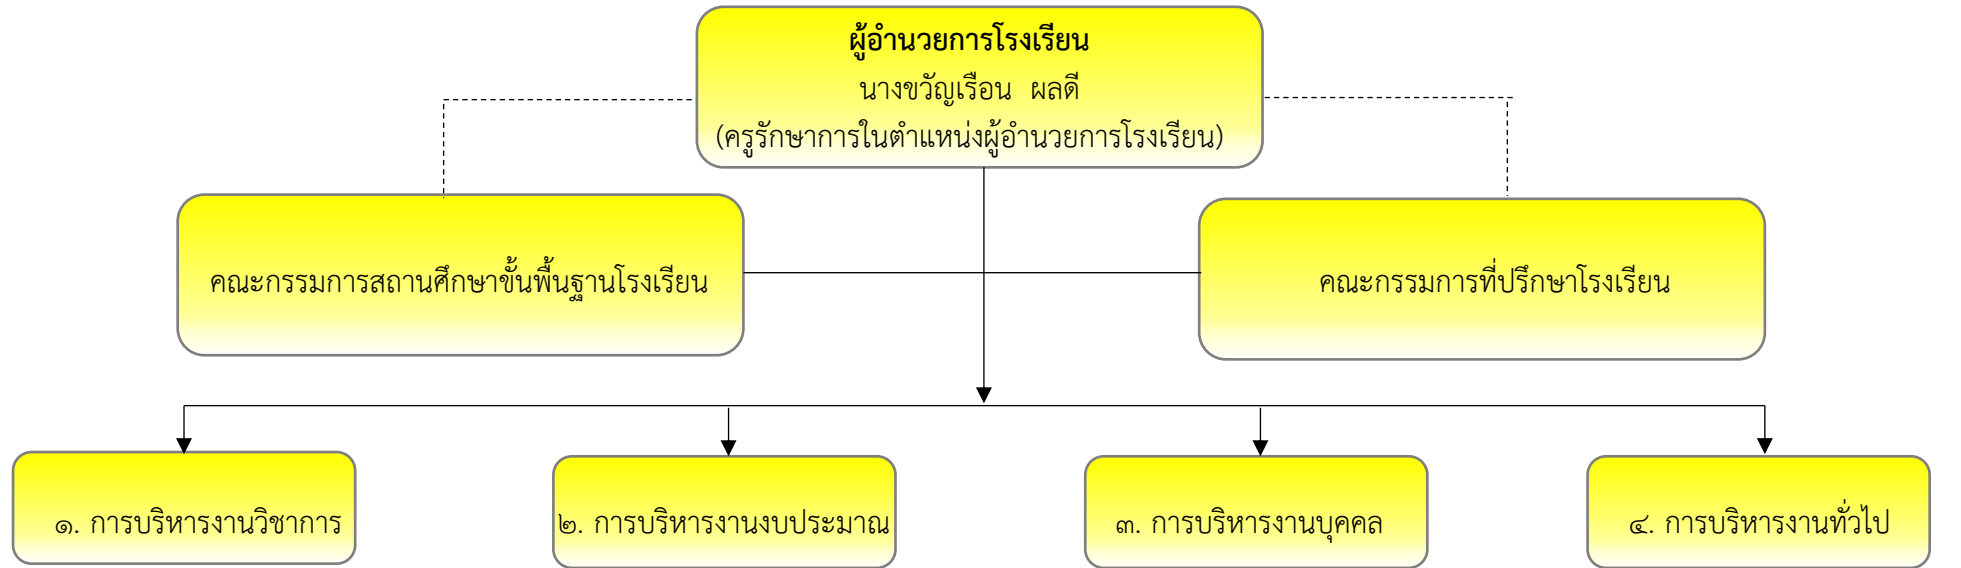 ผู้อำนวยการโรงเรียน
นางขวัญเรือน ผลดี
(ครูรักษาการในตำแหน่งผู้อำนวยการโรงเรียน)
คณะกรรมการสถานศึกษาขั้นพื้นฐานโรงเรียน
คณะกรรมการที่ปรึกษาโรงเรียน
๑. การบริหารงานวิชาการ
๒. การบริหารงานงบประมาณ
๓. การบริหารงานบุคคล
๔. การบริหารงานทั่วไป